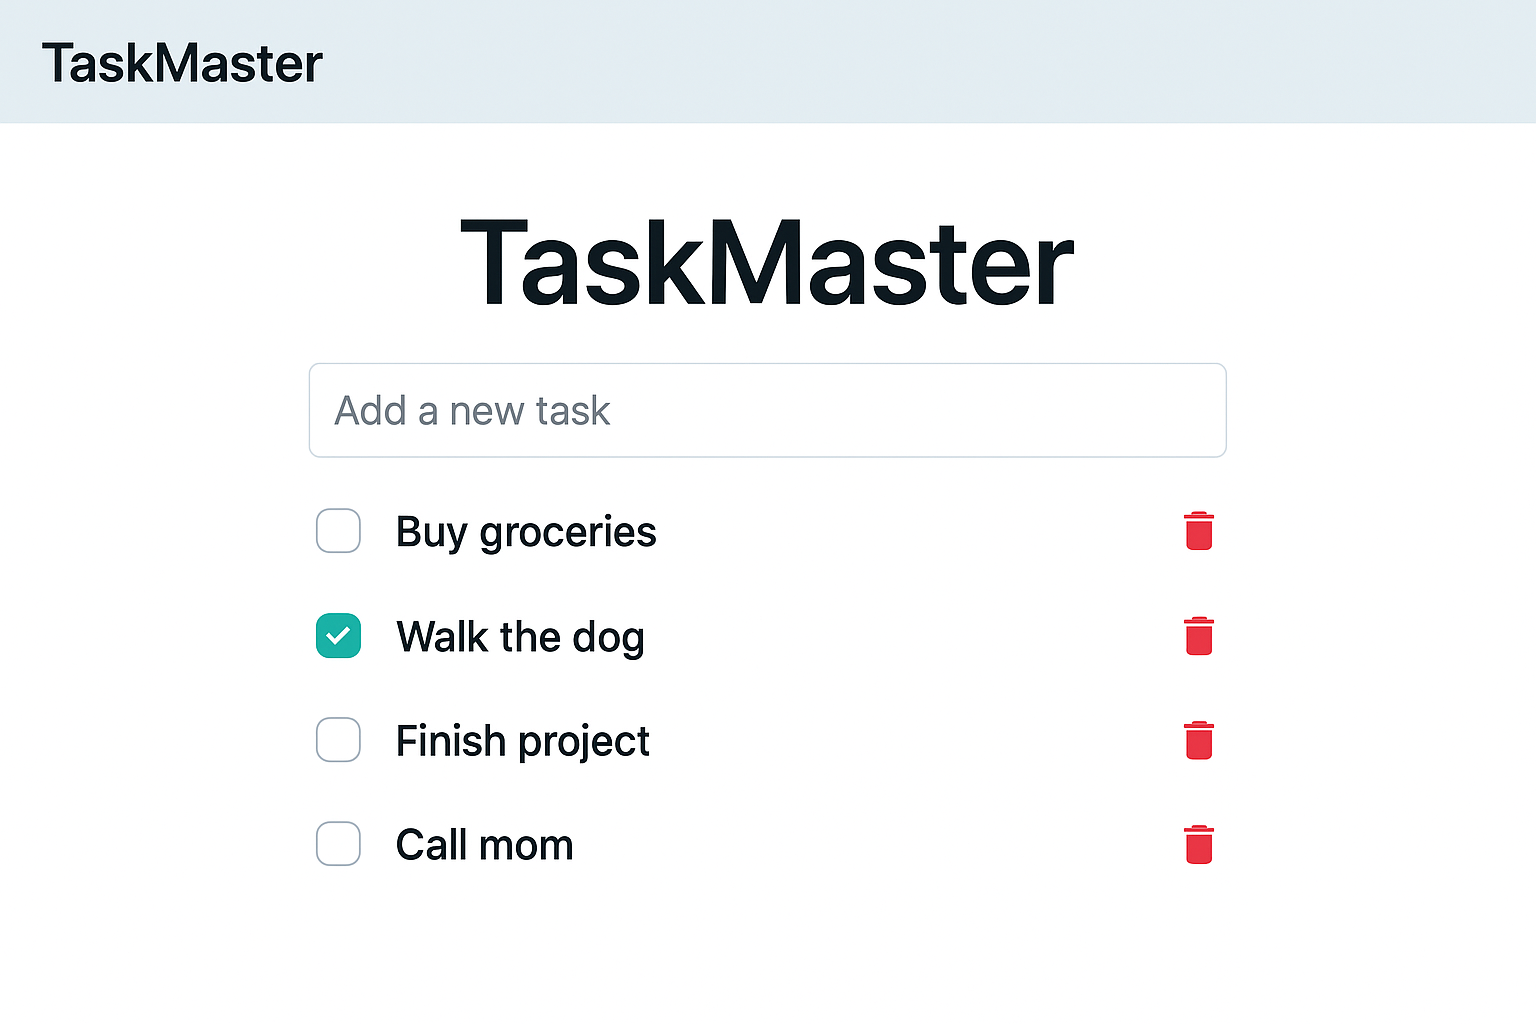 TaskMaster
TaskMaster
Add a new task
Buy groceries
Walk the dog
Finish project
Call mom